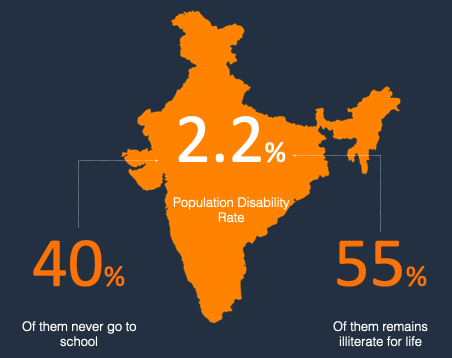 2.2%
Population Disability
Rate
40%
Of them never go to
school
55%
Of them remains
illiterate for life